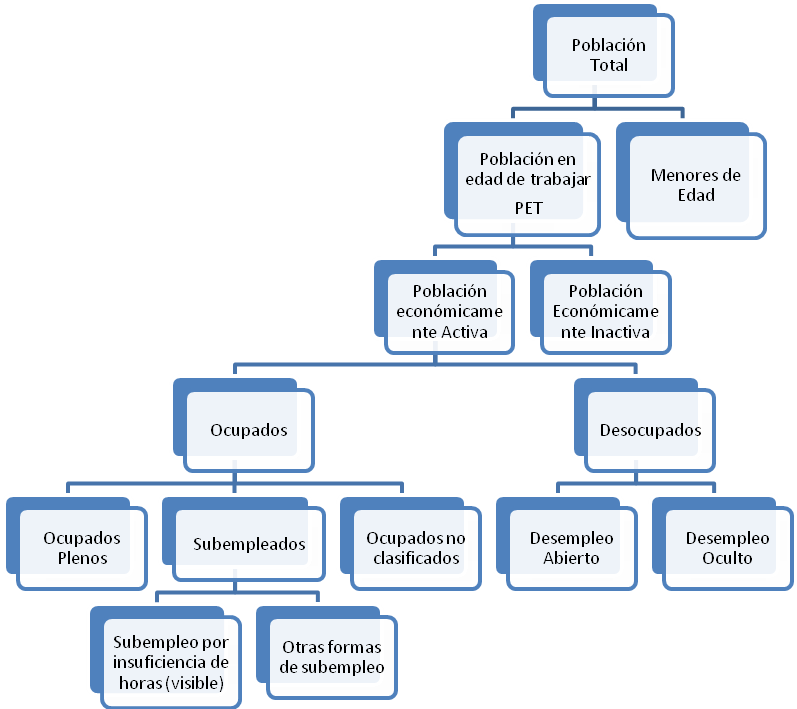 Población
Total
Población en
edad de trabajar
PET
Menores de
Edad
Población
económicame
nte Activa
Población
Económicame
nte Inactiva
Ocupados
Desocupados
Ocupados
Plenos
Subempleados
Ocupados no
clasificados
Desempleo
Abierto
Desempleo
Oculto
Subempleo por
insuficiencia de
horas (visible)
Otras formas
de subempleo